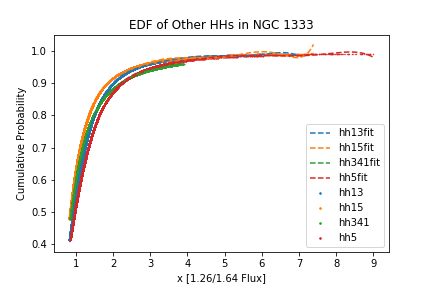 EDF of Other HHs in NGC 1333
Cumulative Probability
1.0
0.9
0.8
0.7
0.6
0.5
0.4
hh13fit
hh15fit
hh341fit
hh5fit
hh13
hh15
hh341
hh5
1 2 3 4 5 6 7 8 9
x [1.26/1.64 Flux]